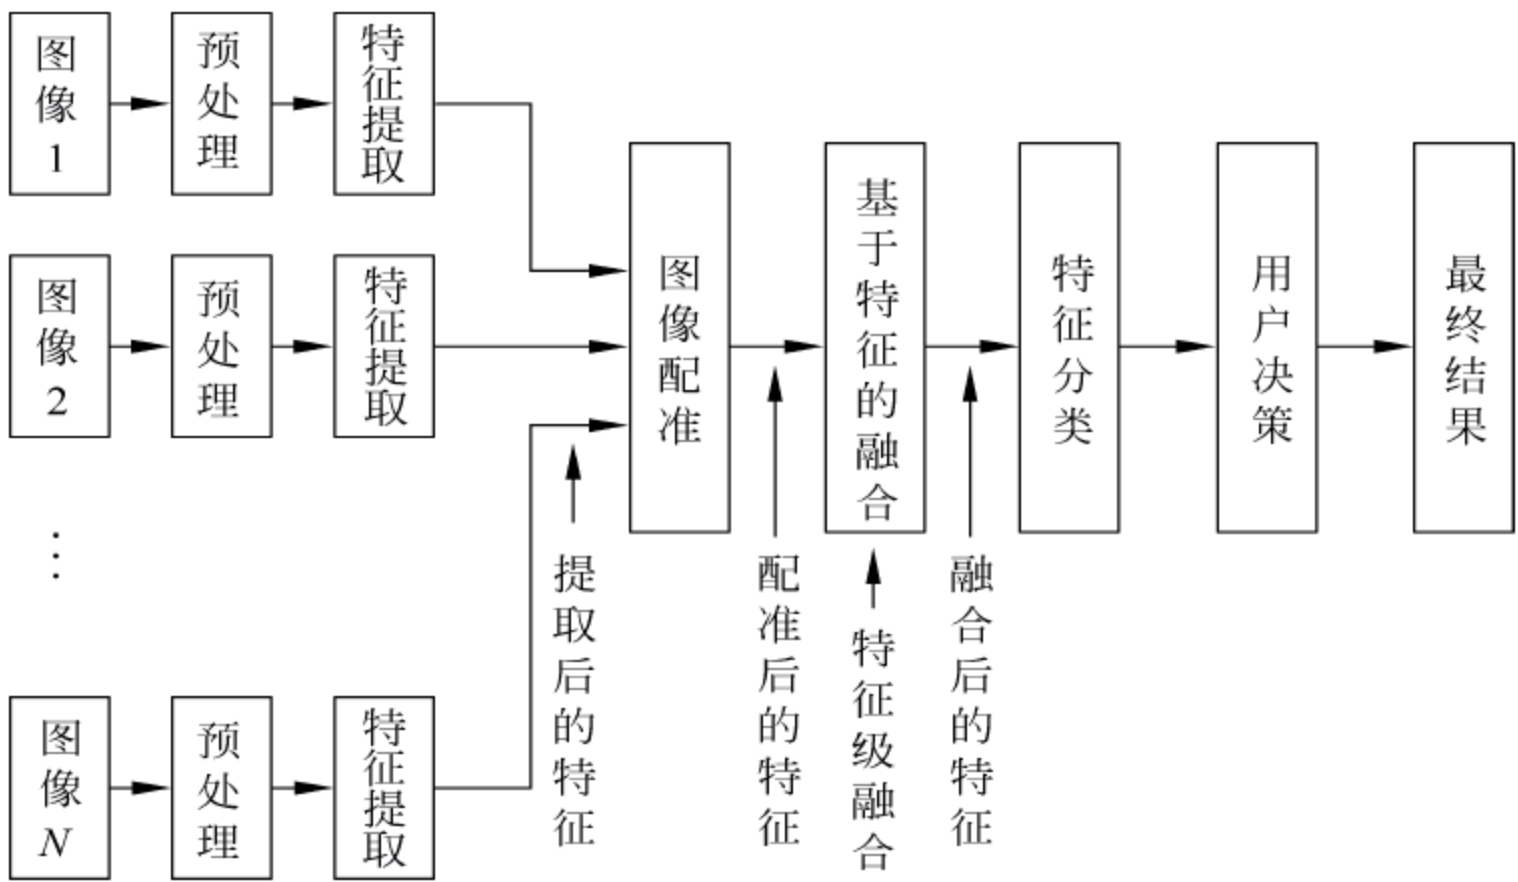 图像1
预处理
特征提取
图像2
预处理
特征提取
⋮
图像N
预处理
特征提取
提取后的特征
图像配准
配准后的特征
基于特征的融合
特征级融合
融合后的特征
特征分类
用户决策
最终结果